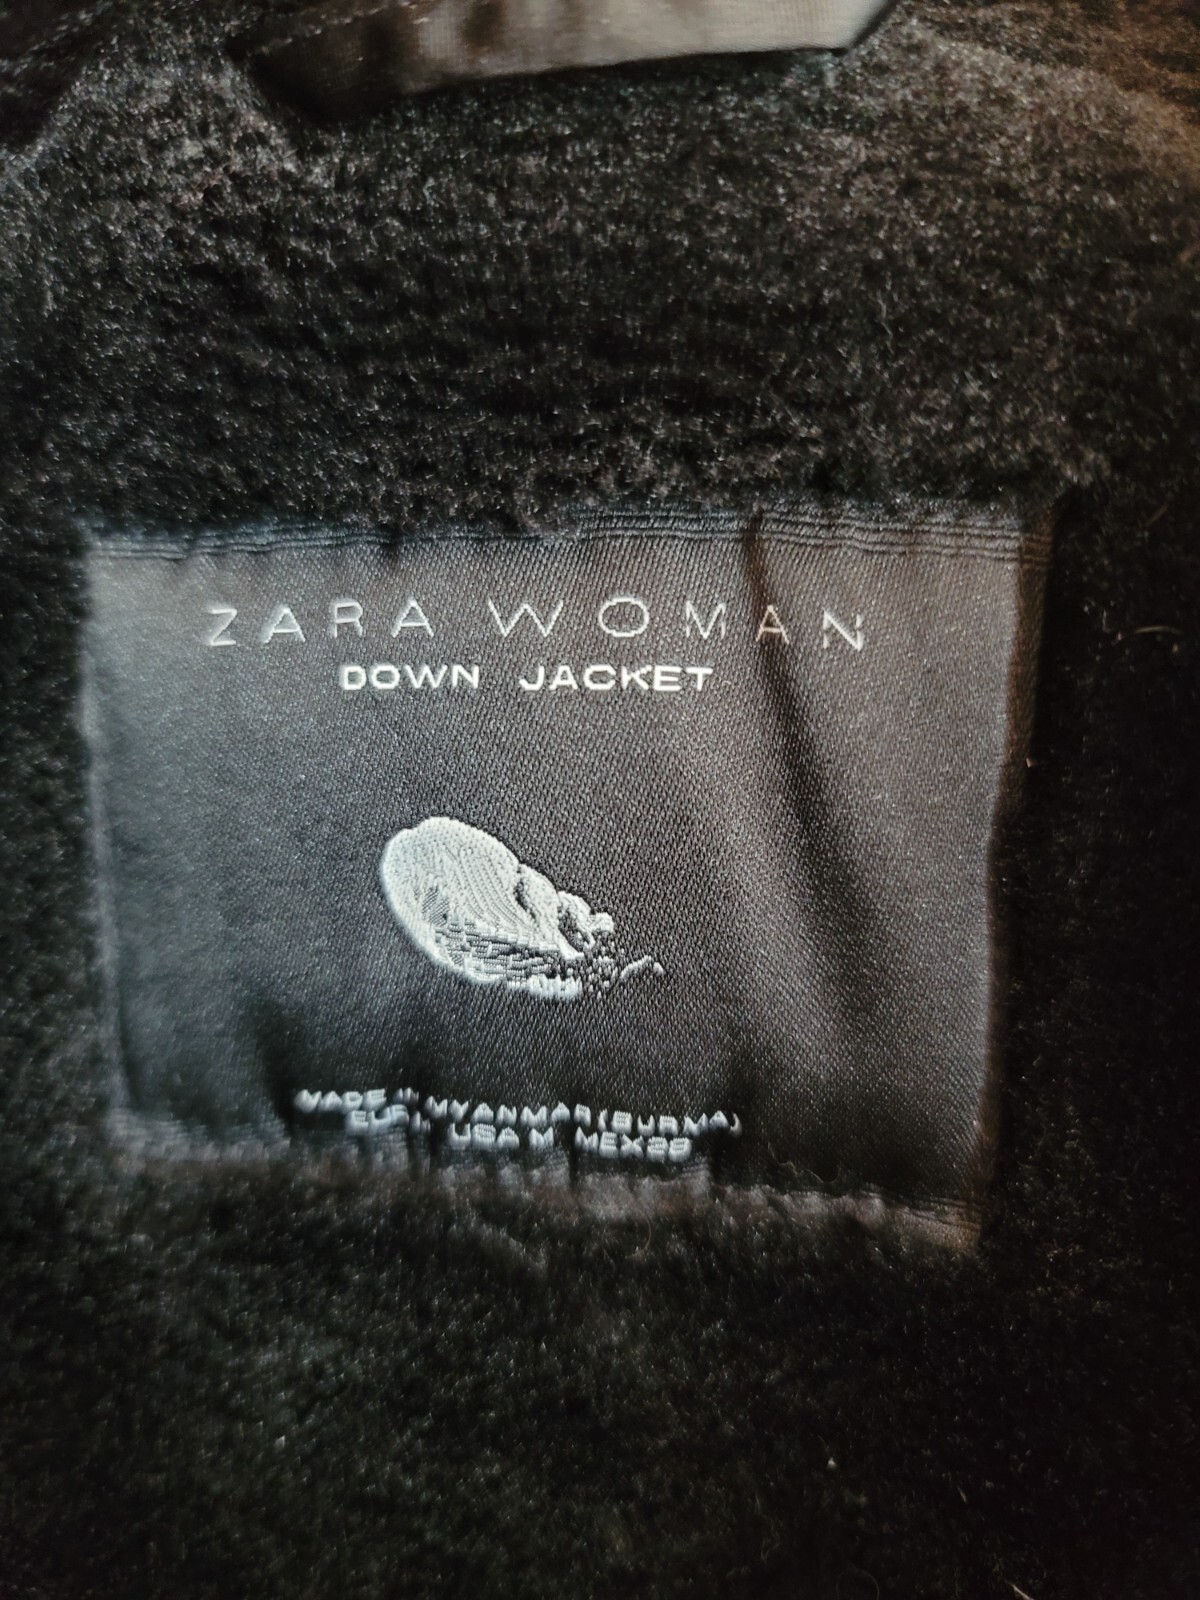 ZARA WOMAN
DOWN JACKET
MADE IN MYANMAR(BURMA)
EUR M USA M MEX28